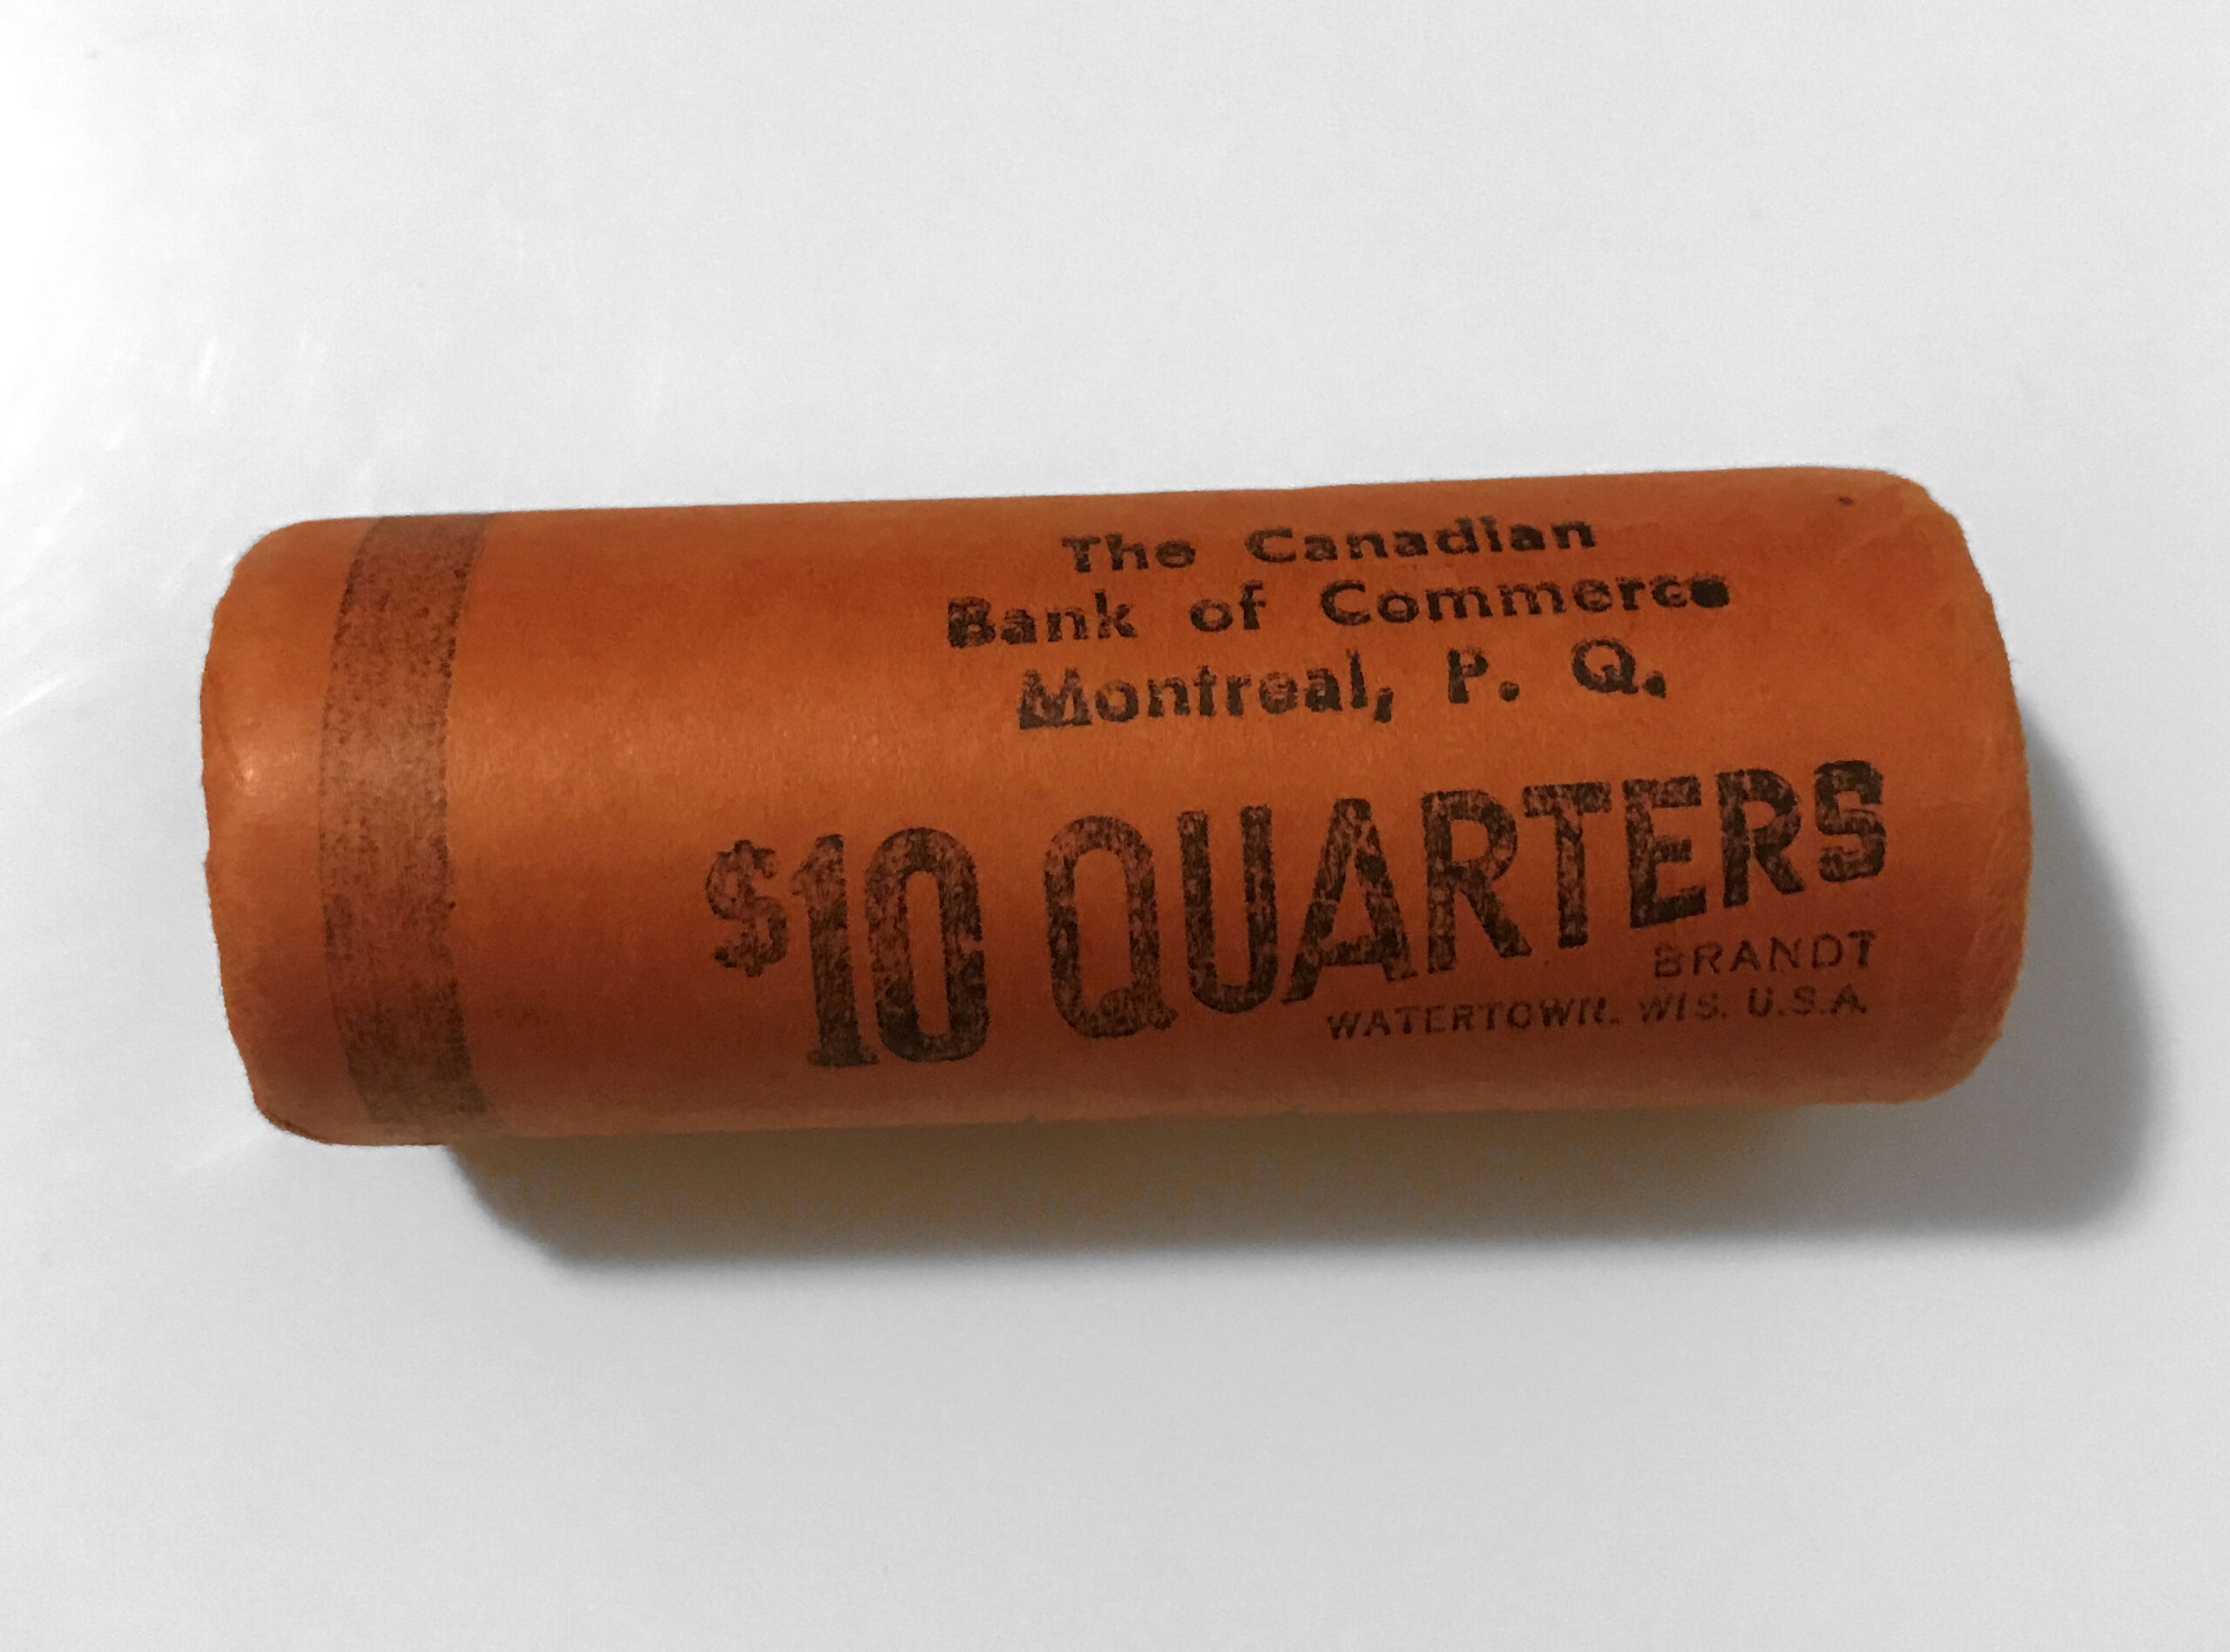 The Canadian
Bank of Commerce
Montreal, P. Q.
$10 QUARTERS
BRANDT
WATERTOWN. WIS. U.S.A.